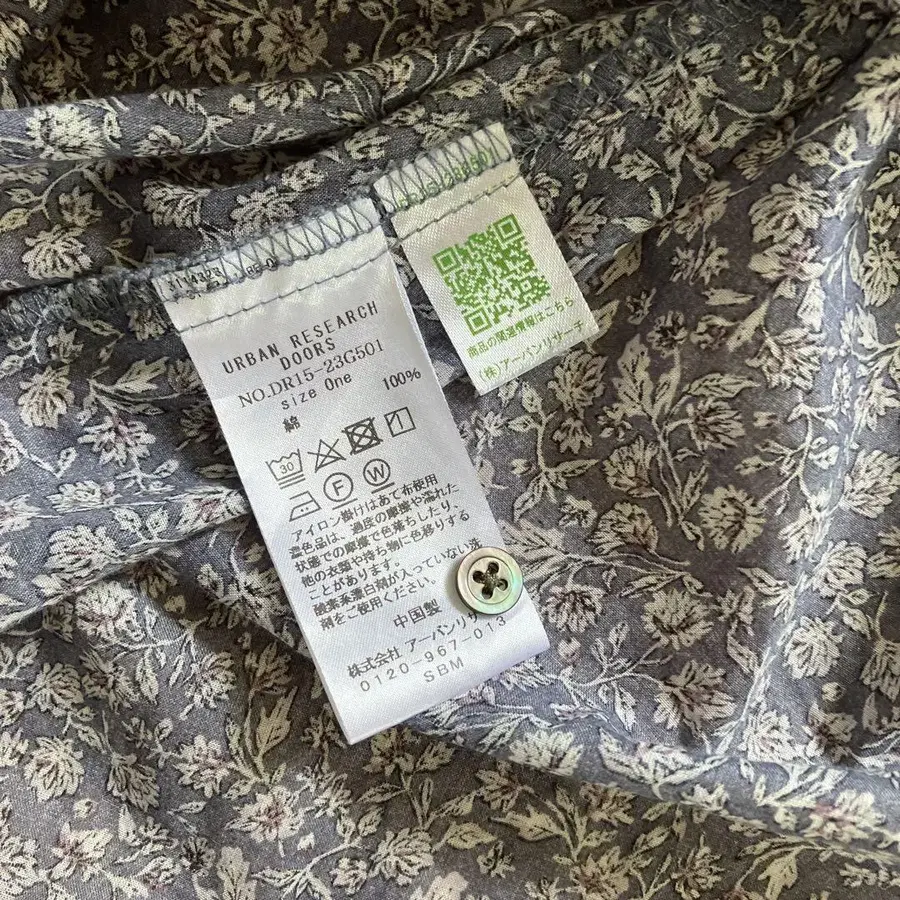 URBAN RESEARCH
DOORS
NO.DR15-23G501
size One
綿 100%
30
F
W
アイロン掛けはあて布使用
濃色品は、過度の摩擦や濡れた
状態での摩擦で色落ちしたり、
他の衣類や持ち物に色移りする
ことがあります。
酸素系漂白剤が入っていない洗
剤をご使用ください。
中国製
株式会社 アーバンリサ
0120-967-013
SBM
商品の関連情報はこちら
(株)アーバンリサーチ